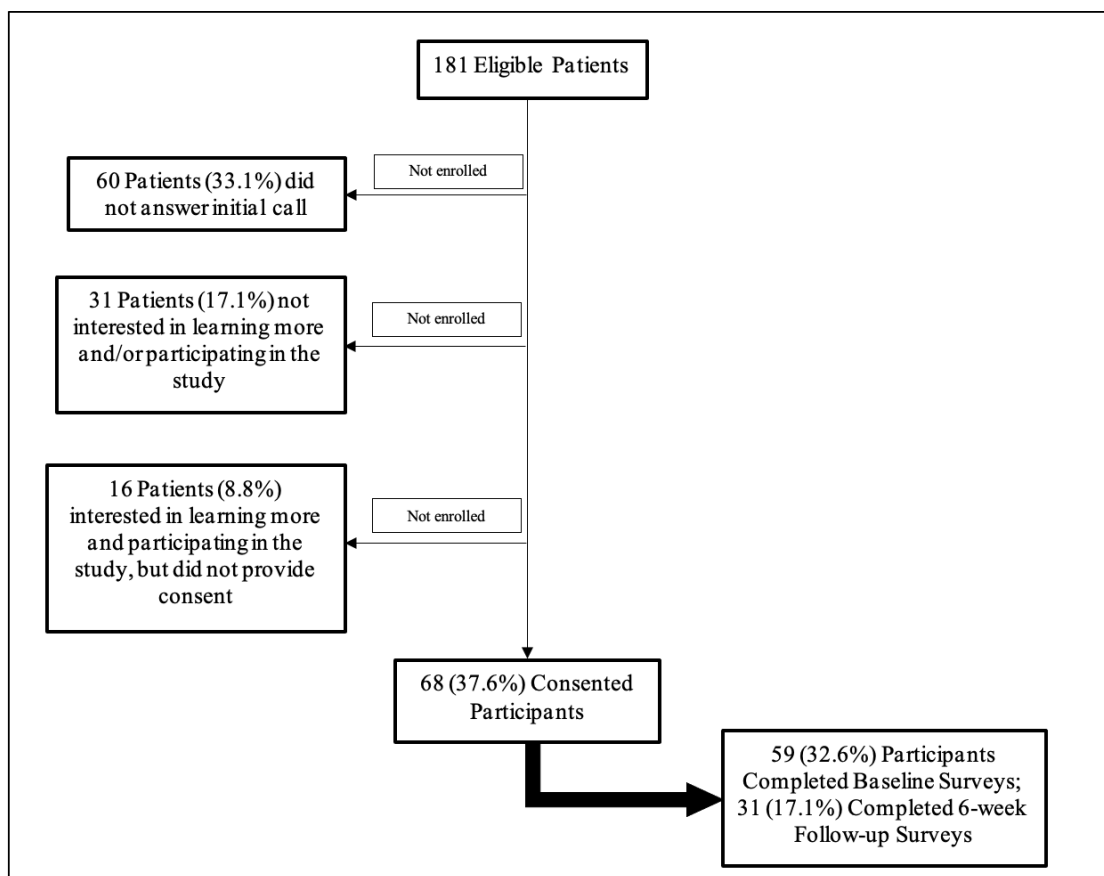 181 Eligible Patients
Not enrolled
60 Patients (33.1%) did
not answer initial call
Not enrolled
31 Patients (17.1%) not
interested in learning more
and/or participating in the
study
Not enrolled
16 Patients (8.8%)
interested in learning more
and participating in the
study, but did not provide
consent
68 (37.6%) Consented
Participants
59 (32.6%) Participants
Completed Baseline Surveys;
31 (17.1%) Completed 6-week
Follow-up Surveys